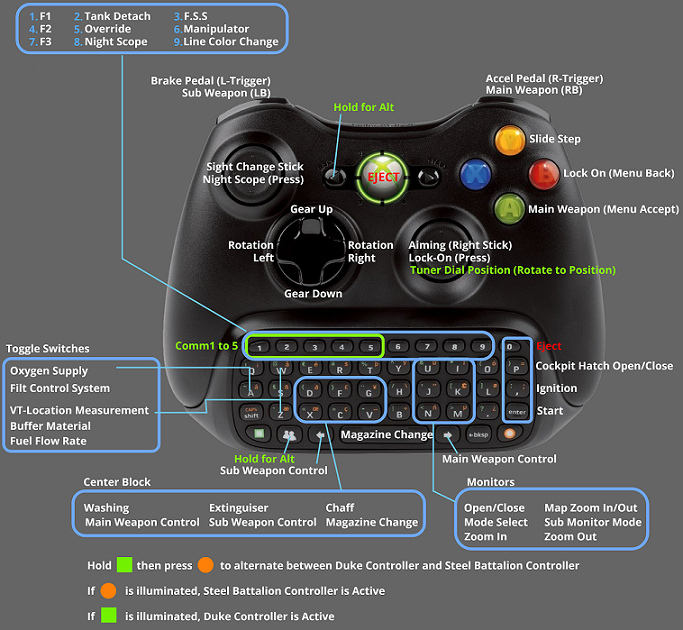 1. F1 2. Tank Detach 3. F.S.S
4. F2 5. Override 6. Manipulator
7. F3 8. Night Scope 9. Line Color Change
Brake Pedal (L-Trigger)
Sub Weapon (LB)
Accel Pedal (R-Trigger)
Main Weapon (RB)
Hold for Alt
Slide Step
Y
Sight Change Stick
Night Scope (Press)
EJECT
X
B
Lock On (Menu Back)
A
Main Weapon (Menu Accept)
Gear Up
Rotation
Left
Rotation
Right
Gear Down
Aiming (Right Stick)
Lock-On (Press)
Tuner Dial Position (Rotate to Position)
Comm1 to 5
1 2 3 4 5 6 7 8 9 0
Eject
Toggle Switches
Q W E R T Y U I O P
Cockpit Hatch Open/Close
Oxygen Supply
Filt Control System
A S D F G H J K L
Ignition
VT-Location Measurement
Buffer Material
Fuel Flow Rate
CAPS
shift
Z X C V B N M
enter
Start
Magazine Change
bksp
Hold for Alt
Sub Weapon Control
Main Weapon Control
Center Block
Washing Extinguiser Chaff
Main Weapon Control Sub Weapon Control Magazine Change
Monitors
Open/Close Map Zoom In/Out
Mode Select Sub Monitor Mode
Zoom In Zoom Out
Hold then press to alternate between Duke Controller and Steel Battalion Controller
If is illuminated, Steel Battalion Controller is Active
If is illuminated, Duke Controller is Active